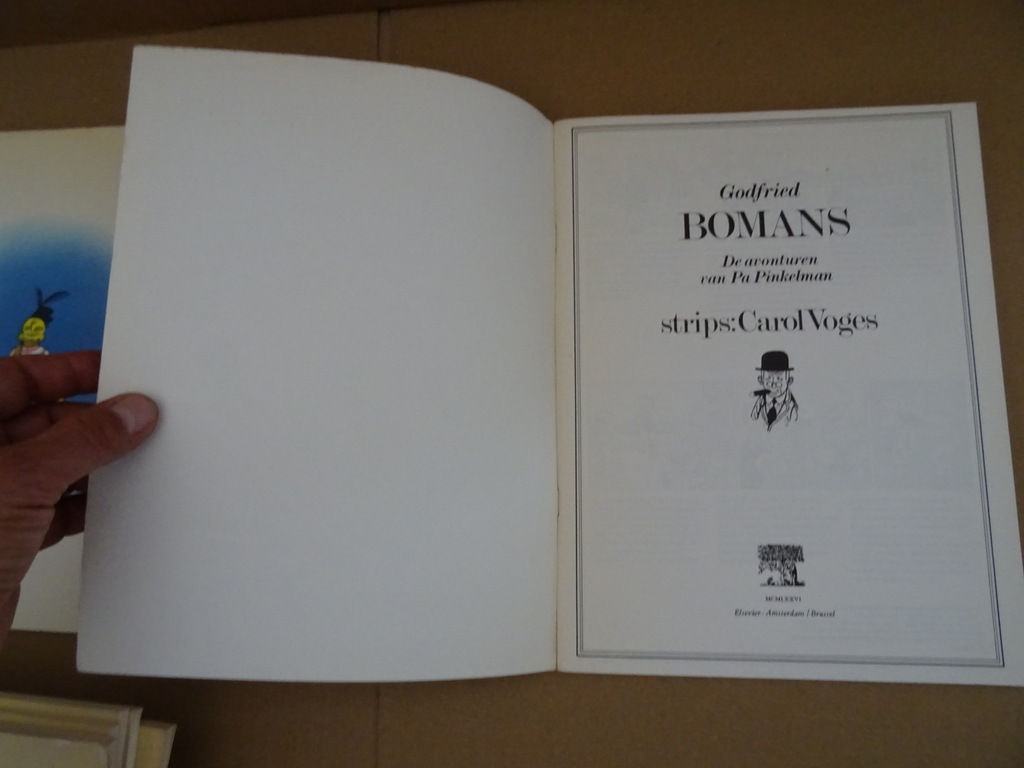 Godfried
BOMANS
De avonturen
van Pa Pinkelman
strips: Carol Voges
MCMLXXVI
Elsevier - Amsterdam / Brussel